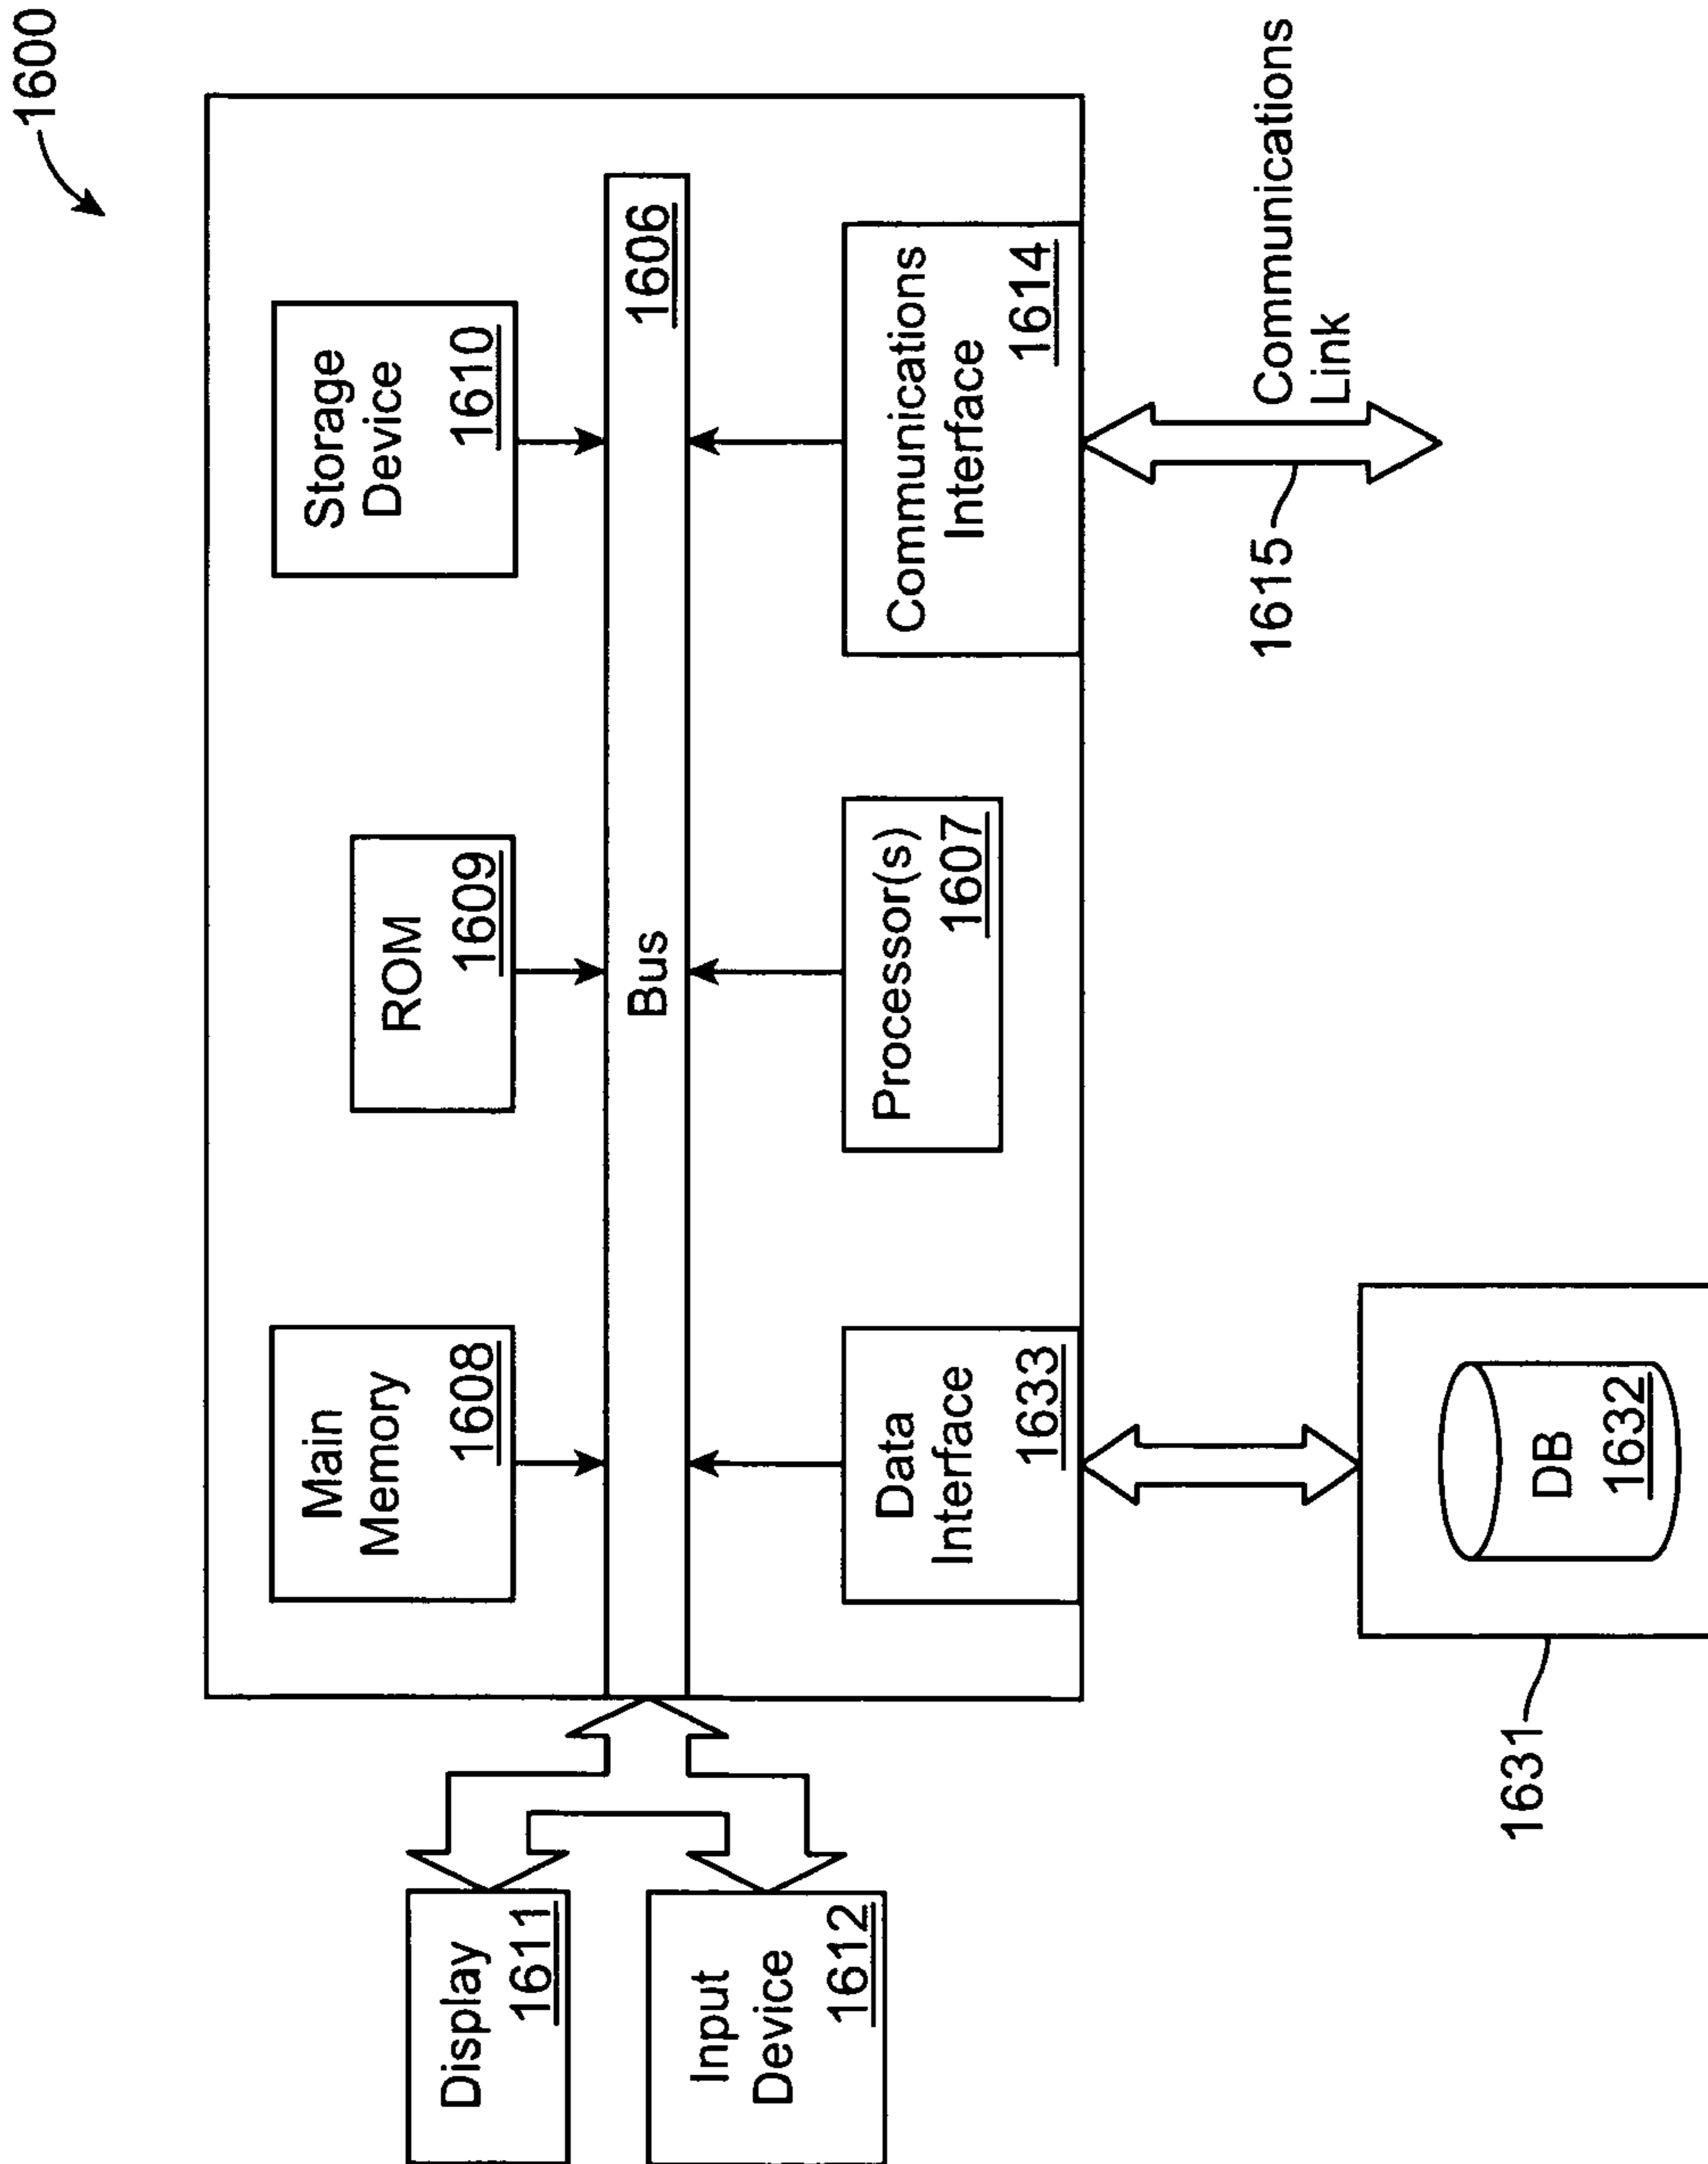 1600
Main
Memory
1608
ROM
1609
Storage
Device
1610
Display
1611
Bus
1606
Input
Device
1612
Data
Interface
1633
Processor(s)
1607
Communications
Interface
1614
1615
Communications
Link
1631
DB
1632